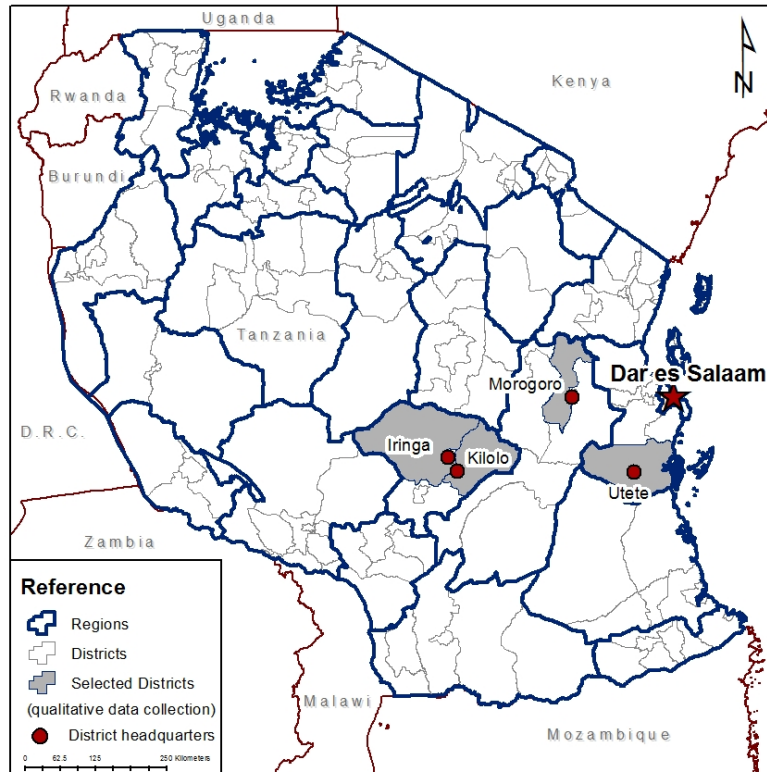 Uganda
Kenya
N
Rwanda
Burundi
Tanzania
Morogoro
Dar es Salaam
D.R.C.
Iringa
Kilolo
Utete
Zambia
Reference
Regions
Districts
Selected Districts
(qualitative data collection)
District headquarters
0 62.5 125 250 Kilometers
Malawi
Mozambique